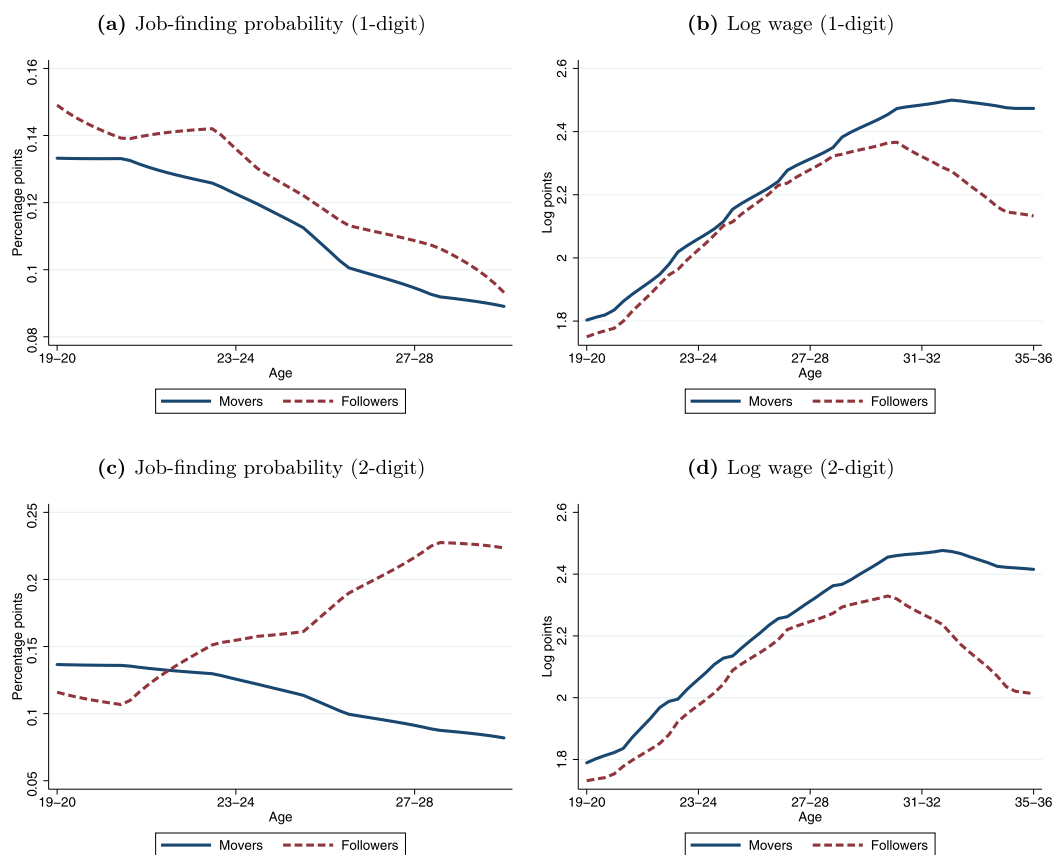 (a) Job-finding probability (1-digit)
Percentage points
0.16
0.14
0.12
0.1
0.08
19–20
23–24
27–28
Age
Movers
Followers
(b) Log wage (1-digit)
Log points
2.6
2.4
2.2
2
1.8
19–20
23–24
27–28
31–32
35–36
Age
Movers
Followers
(c) Job-finding probability (2-digit)
Percentage points
0.25
0.2
0.15
0.1
0.05
19–20
23–24
27–28
Age
Movers
Followers
(d) Log wage (2-digit)
Log points
2.6
2.4
2.2
2
1.8
19–20
23–24
27–28
31–32
35–36
Age
Movers
Followers